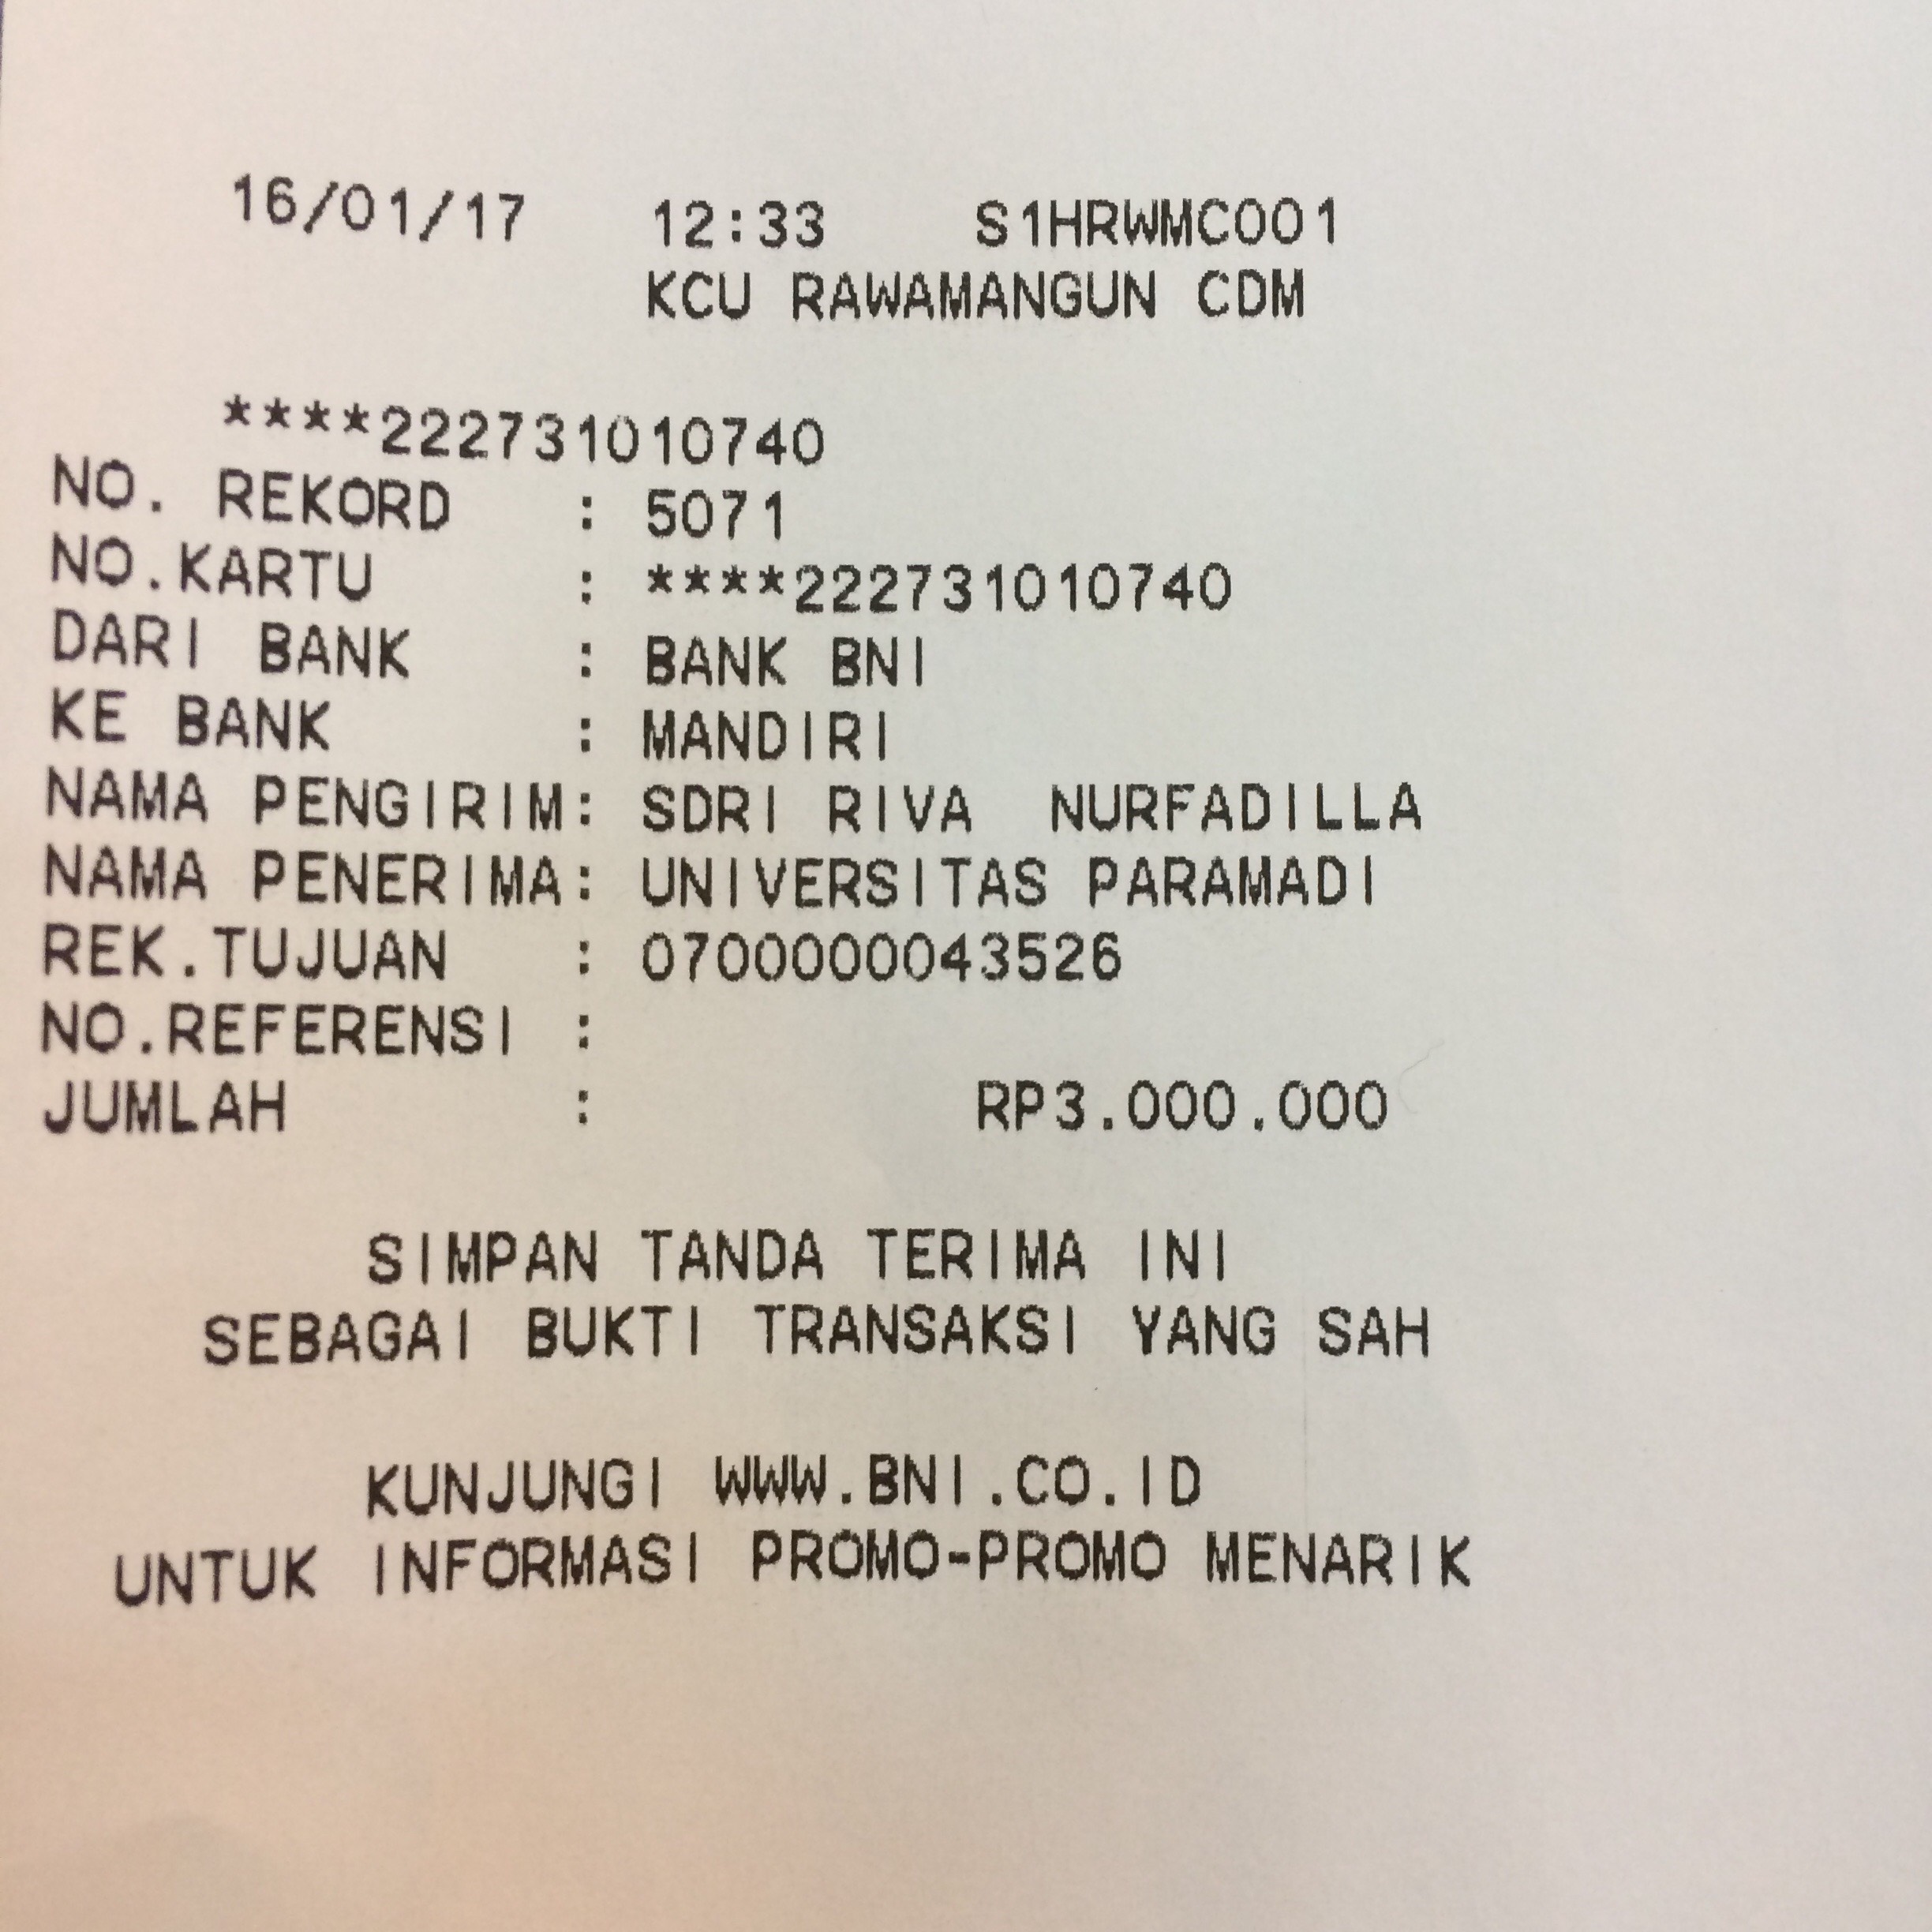 16/01/17 12:33 S1HRWMC001
KCU RAWAMANGUN CDM
****222731010740
NO. REKORD : 5071
NO.KARTU : ****222731010740
DARI BANK : BANK BNI
KE BANK : MANDIRI
NAMA PENGIRIM: SDRI RIVA NURFADILLA
NAMA PENERIMA: UNIVERSITAS PARAMADI
REK.TUJUAN : 0700000043526
NO.REFERENSI :
JUMLAH : RP3.000.000
SIMPAN TANDA TERIMA INI
SEBAGAI BUKTI TRANSAKSI YANG SAH
KUNJUNGI WWW.BNI.CO.ID
UNTUK INFORMASI PROMO-PROMO MENARIK